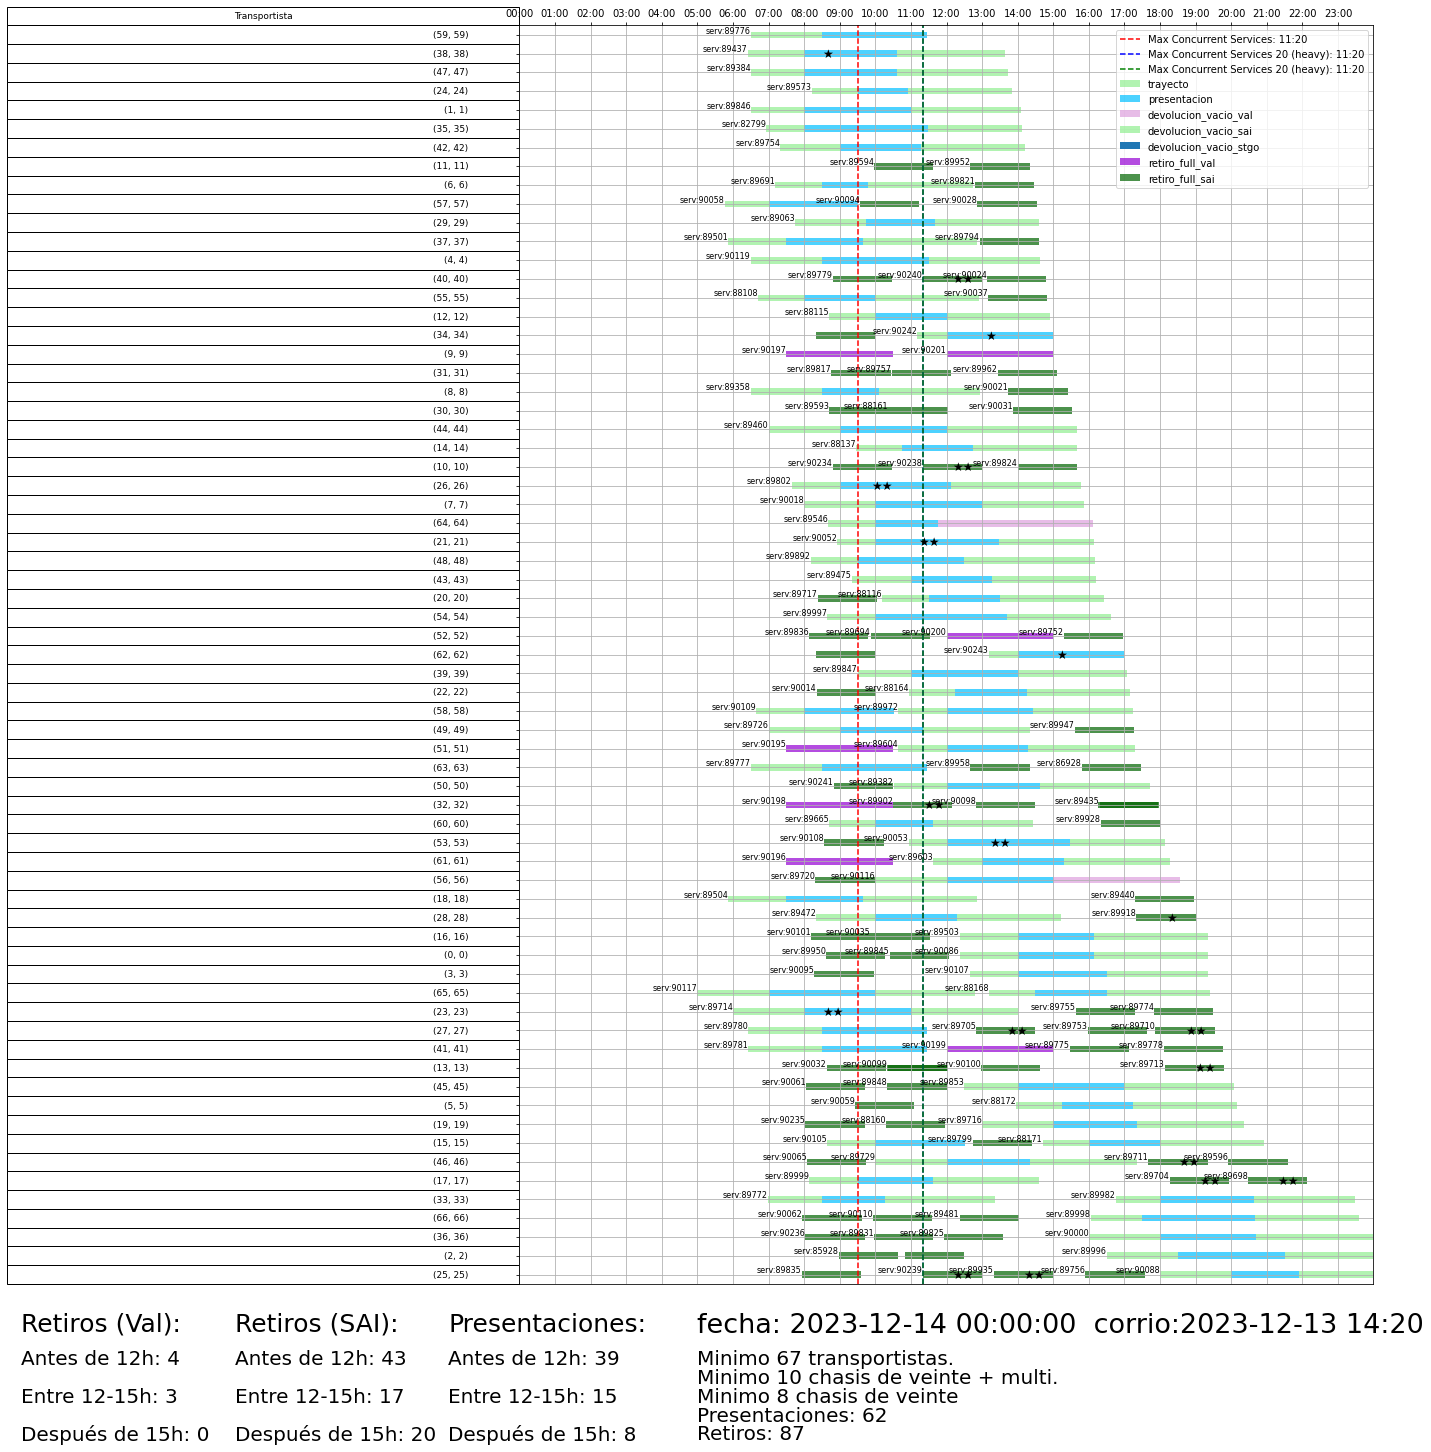 Transportista
00:00 01:00 02:00 03:00 04:00 05:00 06:00 07:00 08:00 09:00 10:00 11:00 12:00 13:00 14:00 15:00 16:00 17:00 18:00 19:00 20:00 21:00 22:00 23:00
Max Concurrent Services: 11:20
Max Concurrent Services 20 (heavy): 11:20
Max Concurrent Services 20 (heavy): 11:20
trayecto
presentacion
devolucion_vacio_val
devolucion_vacio_sai
devolucion_vacio_stgo
retiro_full_val
retiro_full_sai
(59, 59) serv:89776
(38, 38) serv:89437
(47, 47) serv:89384
(24, 24) serv:89573
(1, 1) serv:89846
(35, 35) serv:82799
(42, 42) serv:89754
(11, 11) serv:89594 serv:89952
(6, 6) serv:89691 serv:89821
(57, 57) serv:90058 serv:90094 serv:90028
(29, 29) serv:89063
(37, 37) serv:89501 serv:89794
(4, 4) serv:90119
(40, 40) serv:89779 serv:90240 serv:90024
(55, 55) serv:88108 serv:90037
(12, 12) serv:88115
(34, 34) serv:90242
(9, 9) serv:90197 serv:90201
(31, 31) serv:89817 serv:89757 serv:89962
(8, 8) serv:89358 serv:90021
(30, 30) serv:89593 serv:88161 serv:90031
(44, 44) serv:89460
(14, 14) serv:88137
(10, 10) serv:90234 serv:90238 serv:89824
(26, 26) serv:89802
(7, 7) serv:90018
(64, 64) serv:89546
(21, 21) serv:90052
(48, 48) serv:89892
(43, 43) serv:89475
(20, 20) serv:89717 serv:88116
(54, 54) serv:89997
(52, 52) serv:89836 serv:89694 serv:90200 serv:89752
(62, 62) serv:90243
(39, 39) serv:89847
(22, 22) serv:90014 serv:88164
(58, 58) serv:90109 serv:89972
(49, 49) serv:89726 serv:89947
(51, 51) serv:90195 serv:89604
(63, 63) serv:89777 serv:89958 serv:86928
(50, 50) serv:90241 serv:89382
(32, 32) serv:90198 serv:89902 serv:90098 serv:89435
(60, 60) serv:89665 serv:89928
(53, 53) serv:90108 serv:90053
(61, 61) serv:90196 serv:89603
(56, 56) serv:89720 serv:90116
(18, 18) serv:89504 serv:89440
(28, 28) serv:89472 serv:89918
(16, 16) serv:90101 serv:90035 serv:89503
(0, 0) serv:89950 serv:89845 serv:90086
(3, 3) serv:90095 serv:90107
(65, 65) serv:90117 serv:88168
(23, 23) serv:89714 serv:89755 serv:89774
(27, 27) serv:89780 serv:89705 serv:89753 serv:89710
(41, 41) serv:89781 serv:90199 serv:89775 serv:89778
(13, 13) serv:90032 serv:90099 serv:90100 serv:89713
(45, 45) serv:90061 serv:89848 serv:89853
(5, 5) serv:90059 serv:88172
(19, 19) serv:90235 serv:88160 serv:89716
(15, 15) serv:90105 serv:89799 serv:88171
(46, 46) serv:90065 serv:89729 serv:89711 serv:89596
(17, 17) serv:89999 serv:89704 serv:89698
(33, 33) serv:89772 serv:89982
(66, 66) serv:90062 serv:90110 serv:89481 serv:89998
(36, 36) serv:90236 serv:89831 serv:89825 serv:90000
(2, 2) serv:85928 serv:89996
(25, 25) serv:89835 serv:90239 serv:89935 serv:89756 serv:90088
Retiros (Val):
Antes de 12h: 4
Entre 12-15h: 3
Después de 15h: 0
Retiros (SAI):
Antes de 12h: 43
Entre 12-15h: 17
Después de 15h: 20
Presentaciones:
Antes de 12h: 39
Entre 12-15h: 15
Después de 15h: 8
fecha: 2023-12-14 00:00:00 corrio:2023-12-13 14:20
Minimo 67 transportistas.
Minimo 10 chasis de veinte + multi.
Minimo 8 chasis de veinte
Presentaciones: 62
Retiros: 87